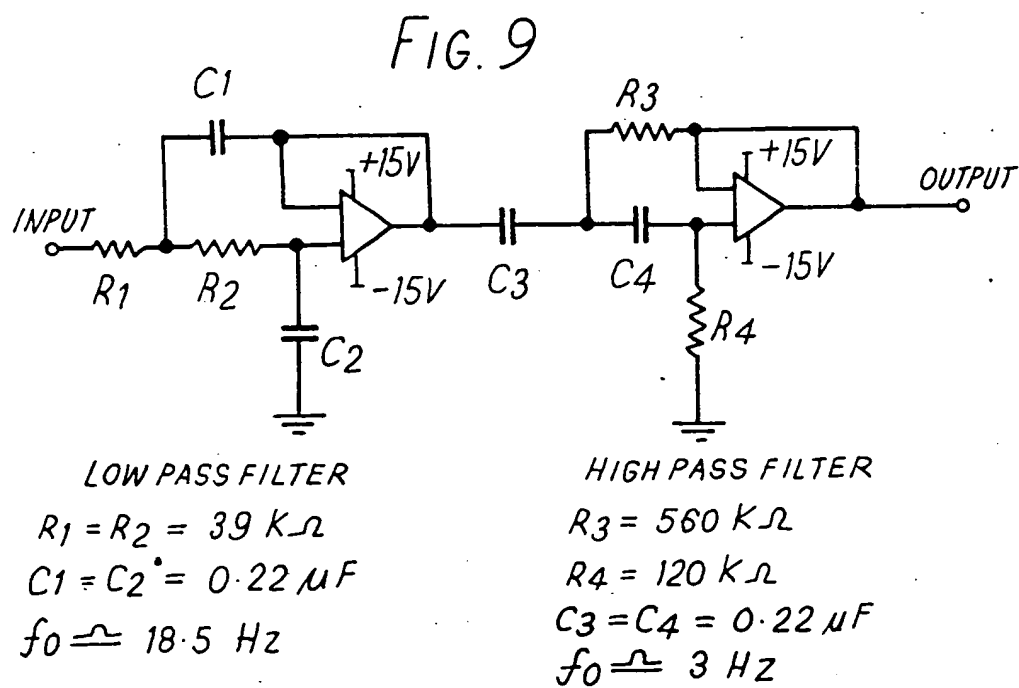 FIG. 9
C1
R3
+15V
+15V
INPUT
OUTPUT
R1
R2
-15V
C3
C4
-15V
C2
R4
LOW PASS FILTER
R1 = R2 = 39 KΩ
C1 = C2 = 0.22 µF
fo ≏ 18.5 Hz
HIGH PASS FILTER
R3 = 560 KΩ
R4 = 120 KΩ
C3 = C4 = 0.22 µF
fo ≏ 3 Hz